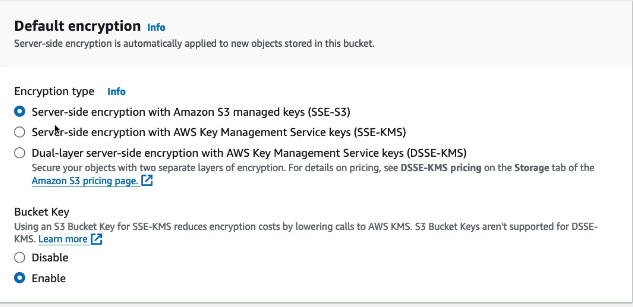 Default encryption Info
Server-side encryption is automatically applied to new objects stored in this bucket.
Encryption type Info
Server-side encryption with Amazon S3 managed keys (SSE-S3)
Server-side encryption with AWS Key Management Service keys (SSE-KMS)
Dual-layer server-side encryption with AWS Key Management Service keys (DSSE-KMS)
Secure your objects with two separate layers of encryption. For details on pricing, see DSSE-KMS pricing on the Storage tab of the
Amazon S3 pricing page.
Bucket Key
Using an S3 Bucket Key for SSE-KMS reduces encryption costs by lowering calls to AWS KMS. S3 Bucket Keys aren't supported for DSSE-
KMS. Learn more
Disable
Enable